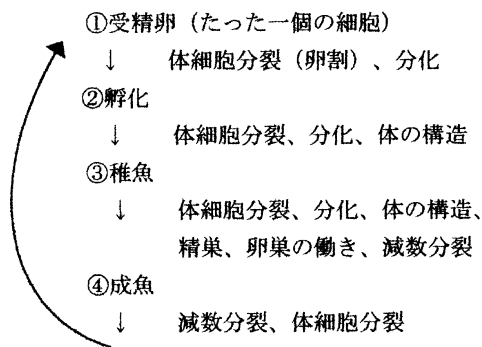 ①受精卵（たった一個の細胞）
↓ 体細胞分裂（卵割）、分化
②孵化
↓ 体細胞分裂、分化、体の構造
③稚魚
↓ 体細胞分裂、分化、体の構造、
精巣、卵巣の働き、減数分裂
④成魚
↓ 減数分裂、体細胞分裂